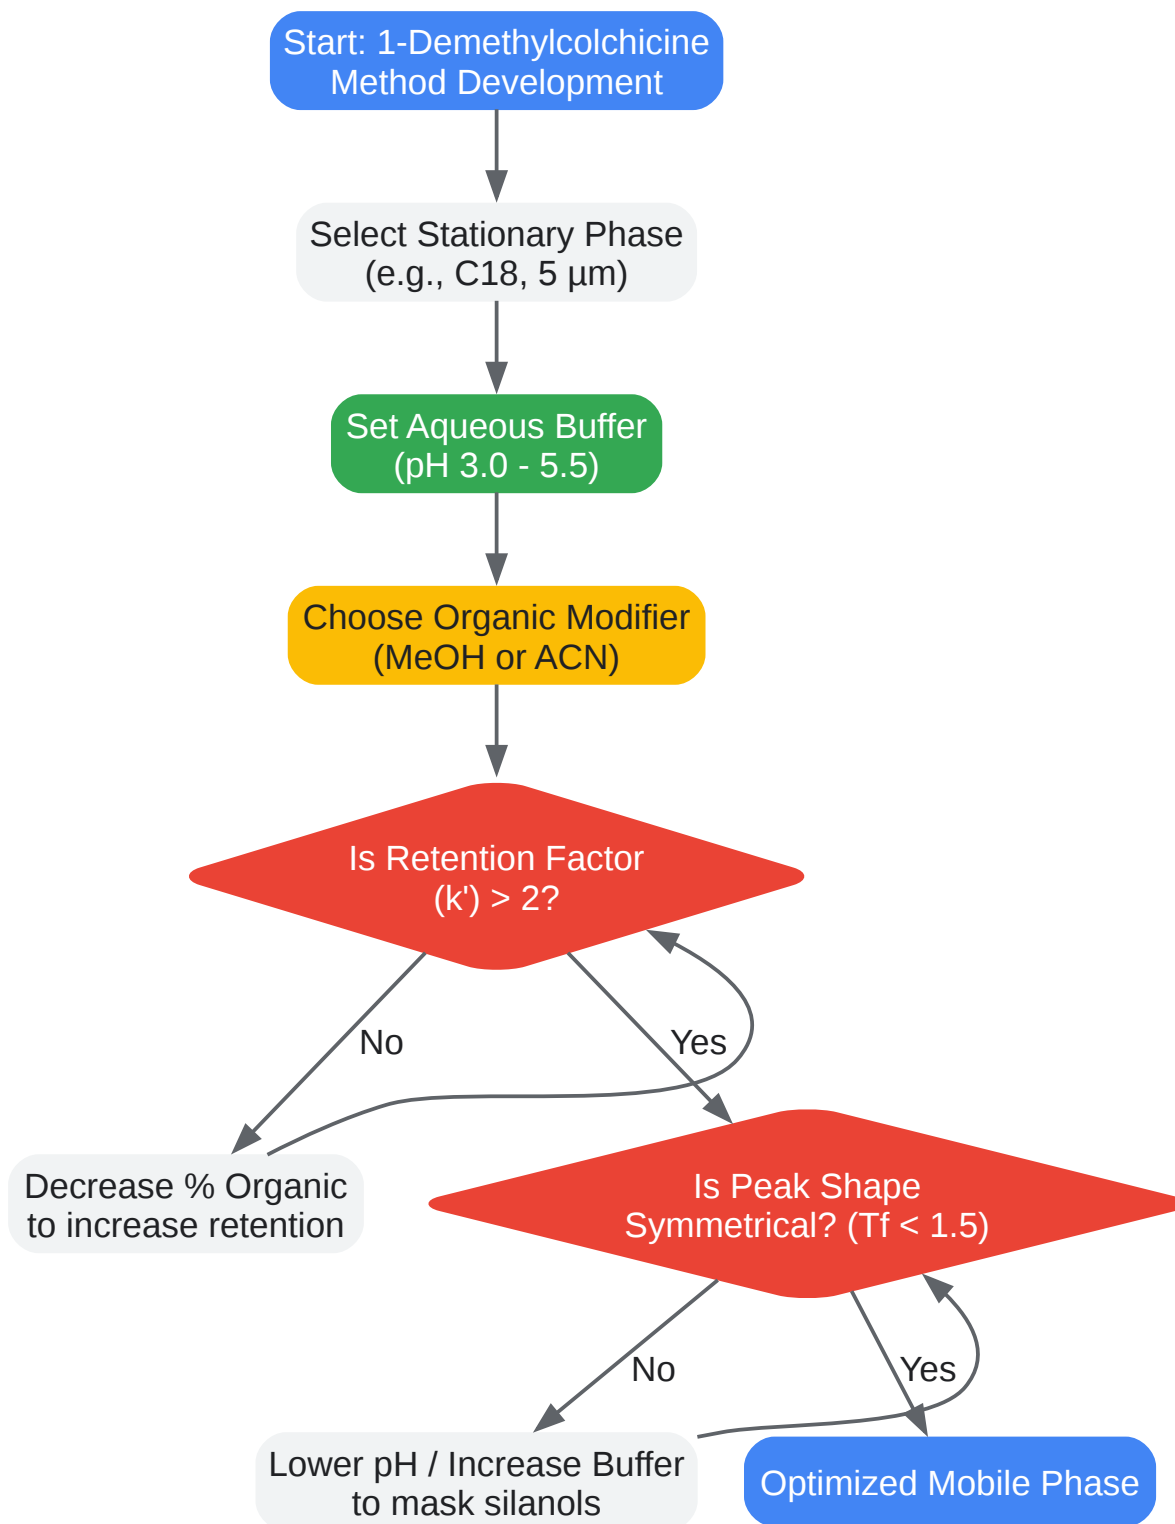 Start: 1-Demethylcolchicine
Method Development
Select Stationary Phase
(e.g., C18, 5 µm)
Set Aqueous Buffer
(pH 3.0 - 5.5)
Choose Organic Modifier
(MeOH or ACN)
Is Retention Factor
(k') > 2?
No
Yes
Decrease % Organic
to increase retention
Is Peak Shape
Symmetrical? (Tf < 1.5)
No
Yes
Lower pH / Increase Buffer
to mask silanols
Optimized Mobile Phase